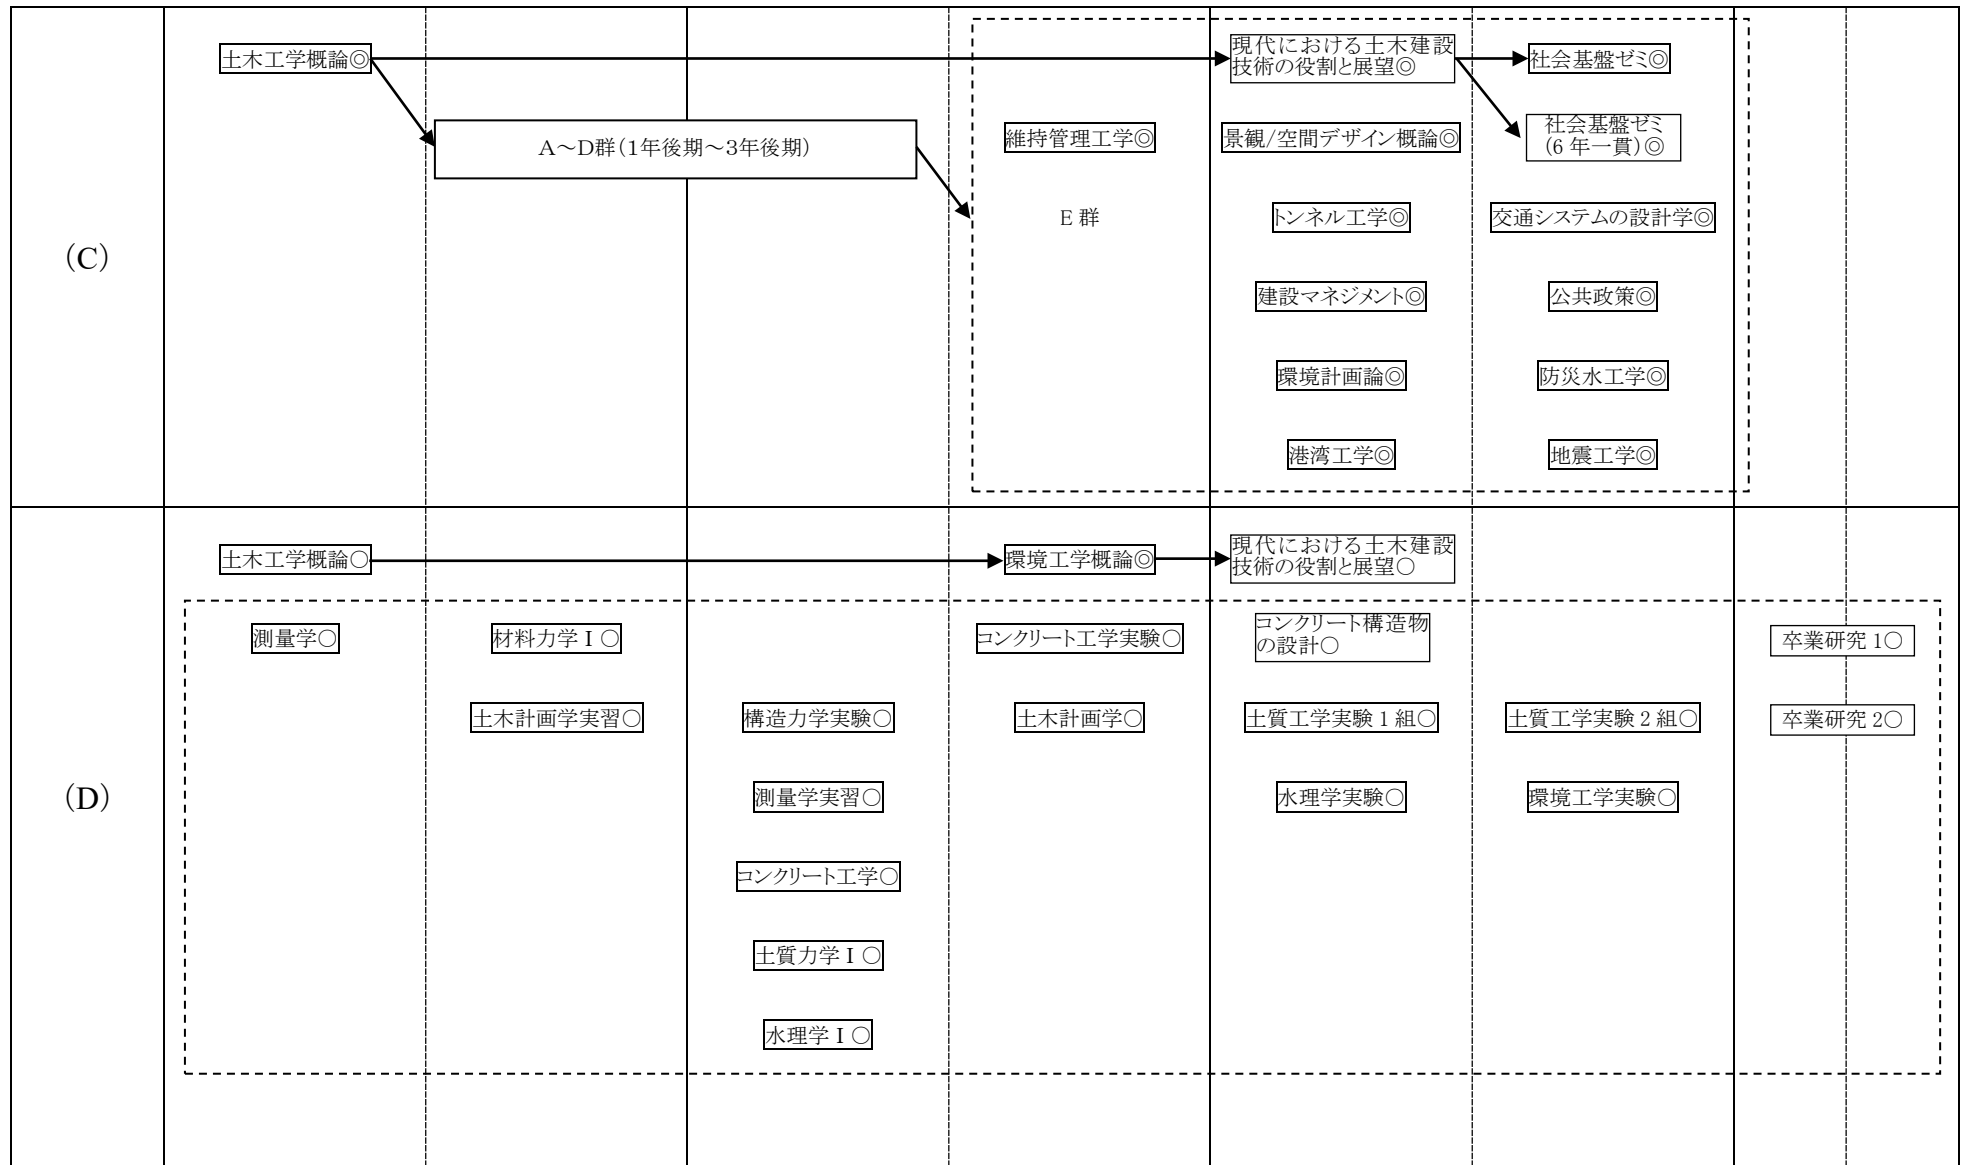 (C)
土木工学概論◎
現代における土木建設
技術の役割と展望◎
社会基盤ゼミ◎
A～D群(1年後期～3年後期)
維持管理工学◎
景観/空間デザイン概論◎
社会基盤ゼミ
(6 年一貫)◎
E 群
トンネル工学◎
交通システムの設計学◎
建設マネジメント◎
公共政策◎
環境計画論◎
防災水工学◎
港湾工学◎
地震工学◎
(D)
土木工学概論○
環境工学概論◎
現代における土木建設
技術の役割と展望○
測量学○
材料力学 I ○
コンクリート工学実験○
コンクリート構造物
の設計○
卒業研究 1○
土木計画学実習○
構造力学実験○
土木計画学○
土質工学実験 1 組○
土質工学実験 2 組○
卒業研究 2○
測量学実習○
水理学実験○
環境工学実験○
コンクリート工学○
土質力学 I ○
水理学 I ○